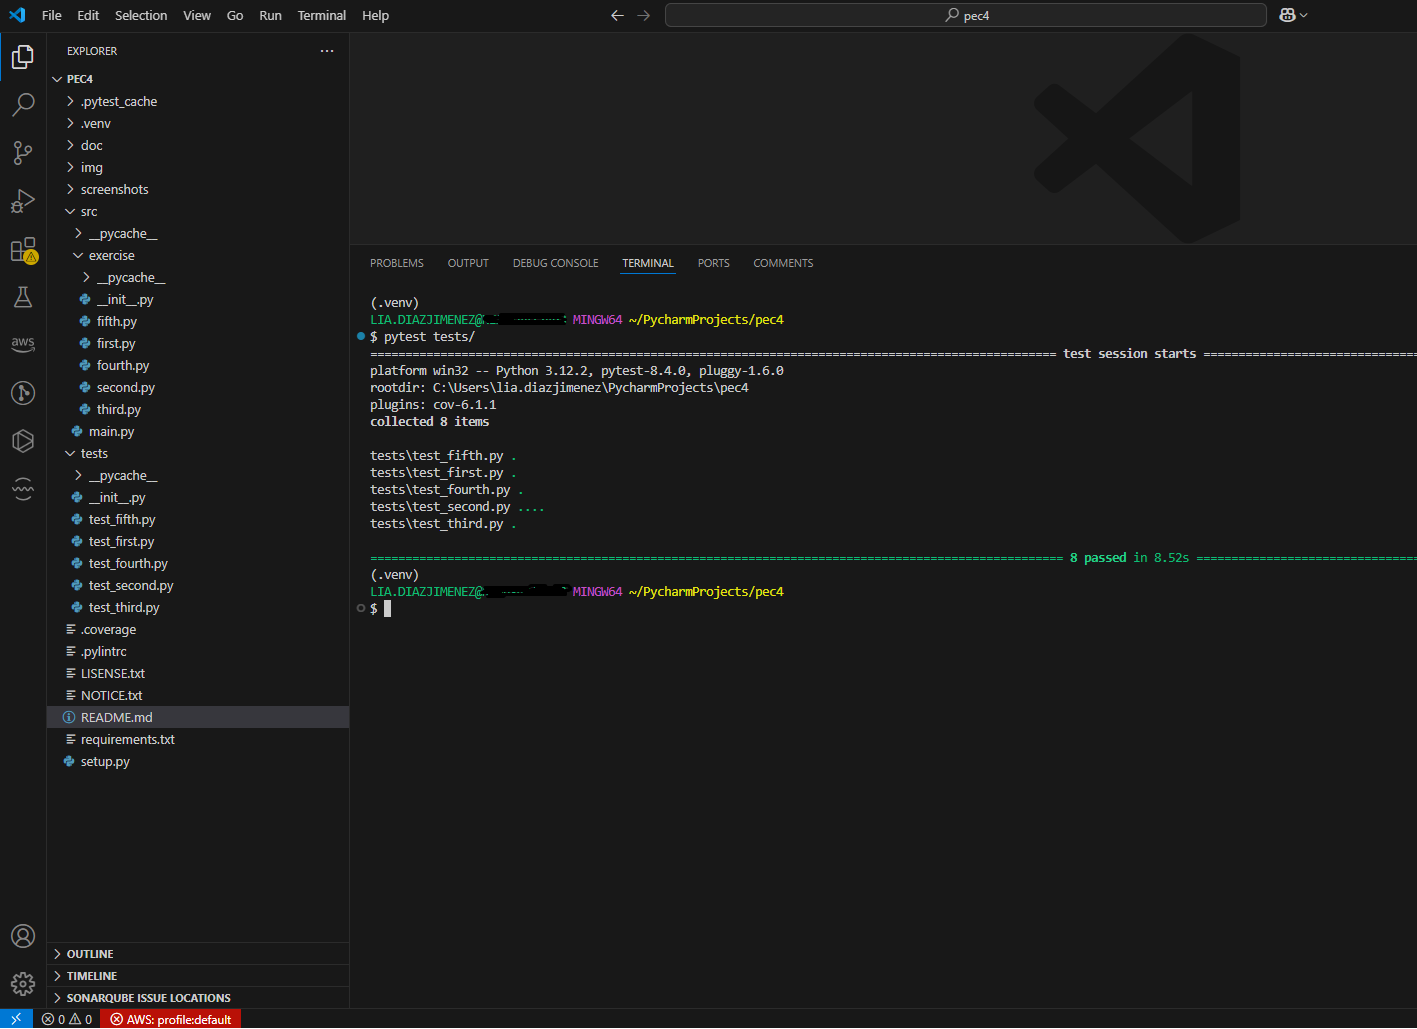 File Edit Selection View Go Run Terminal Help
pec4
EXPLORER
PEC4
.pytest_cache
.venv
doc
img
screenshots
src
__pycache__
exercise
__pycache__
__init__.py
fifth.py
first.py
fourth.py
second.py
third.py
main.py
tests
__pycache__
__init__.py
test_fifth.py
test_first.py
test_fourth.py
test_second.py
test_third.py
.coverage
.pylintrc
LISENSE.txt
NOTICE.txt
README.md
requirements.txt
setup.py
OUTLINE
TIMELINE
SONARQUBE ISSUE LOCATIONS
aws
PROBLEMS OUTPUT DEBUG CONSOLE TERMINAL PORTS COMMENTS
(.venv)
LIA.DIAZJIMENEZ@ MINGW64 ~/PycharmProjects/pec4
$ pytest tests/
test session starts
platform win32 -- Python 3.12.2, pytest-8.4.0, pluggy-1.6.0
rootdir: C:\Users\lia.diazjimenez\PycharmProjects\pec4
plugins: cov-6.1.1
collected 8 items
tests\test_fifth.py .
tests\test_first.py .
tests\test_fourth.py .
tests\test_second.py ....
tests\test_third.py .
8 passed in 8.52s
(.venv)
LIA.DIAZJIMENEZ@ MINGW64 ~/PycharmProjects/pec4
$
0 0 AWS: profile:default